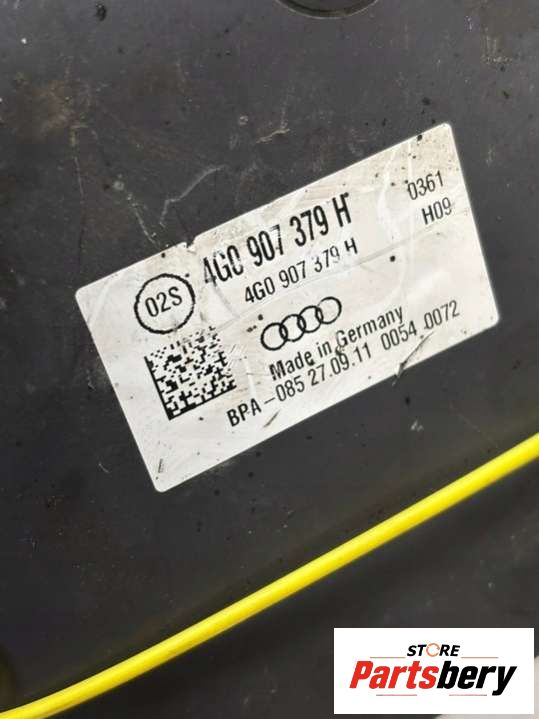 4G0 907 379 H
0361
4G0 907 379 H
H09
02S
Made in Germany
BPA-085 27.09.11 0054 0072
STORE
Partsbery